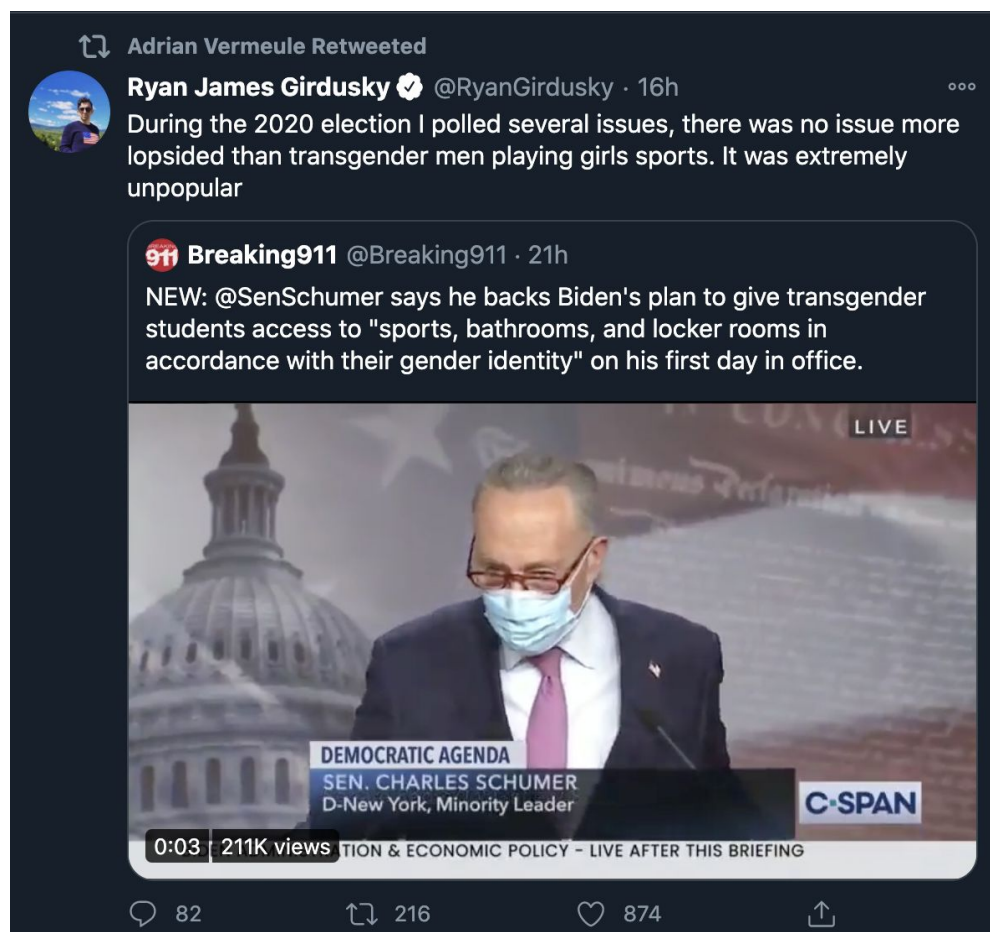 Adrian Vermeule Retweeted
Ryan James Girdusky @RyanGirdusky · 16h
During the 2020 election I polled several issues, there was no issue more
lopsided than transgender men playing girls sports. It was extremely
unpopular
911 Breaking911 @Breaking911 · 21h
NEW: @SenSchumer says he backs Biden's plan to give transgender
students access to "sports, bathrooms, and locker rooms in
accordance with their gender identity" on his first day in office.
LIVE
DEMOCRATIC AGENDA
SEN. CHARLES SCHUMER
D-New York, Minority Leader
C-SPAN
0:03 211K views
& ECONOMIC POLICY - LIVE AFTER THIS BRIEFING
82 216 874